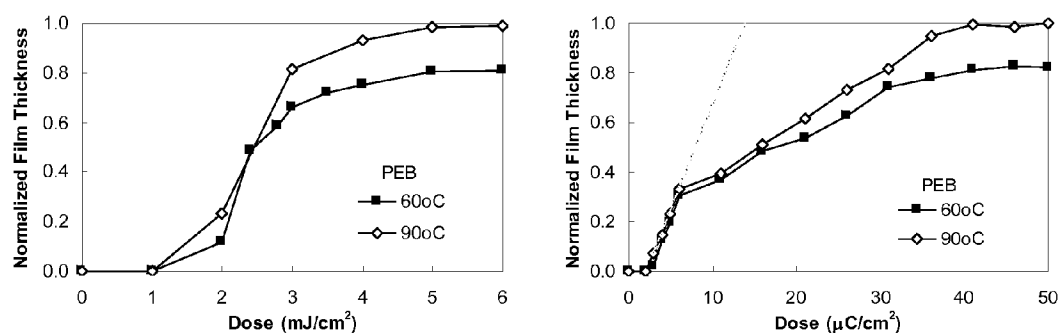 Normalized Film Thickness
1.0
0.8
0.6
0.4
0.2
0.0
PEB
60oC
90oC
0 1 2 3 4 5 6
Dose (mJ/cm²)
Normalized Film Thickness
1.0
0.8
0.6
0.4
0.2
0.0
PEB
60oC
90oC
0 10 20 30 40 50
Dose (µC/cm²)